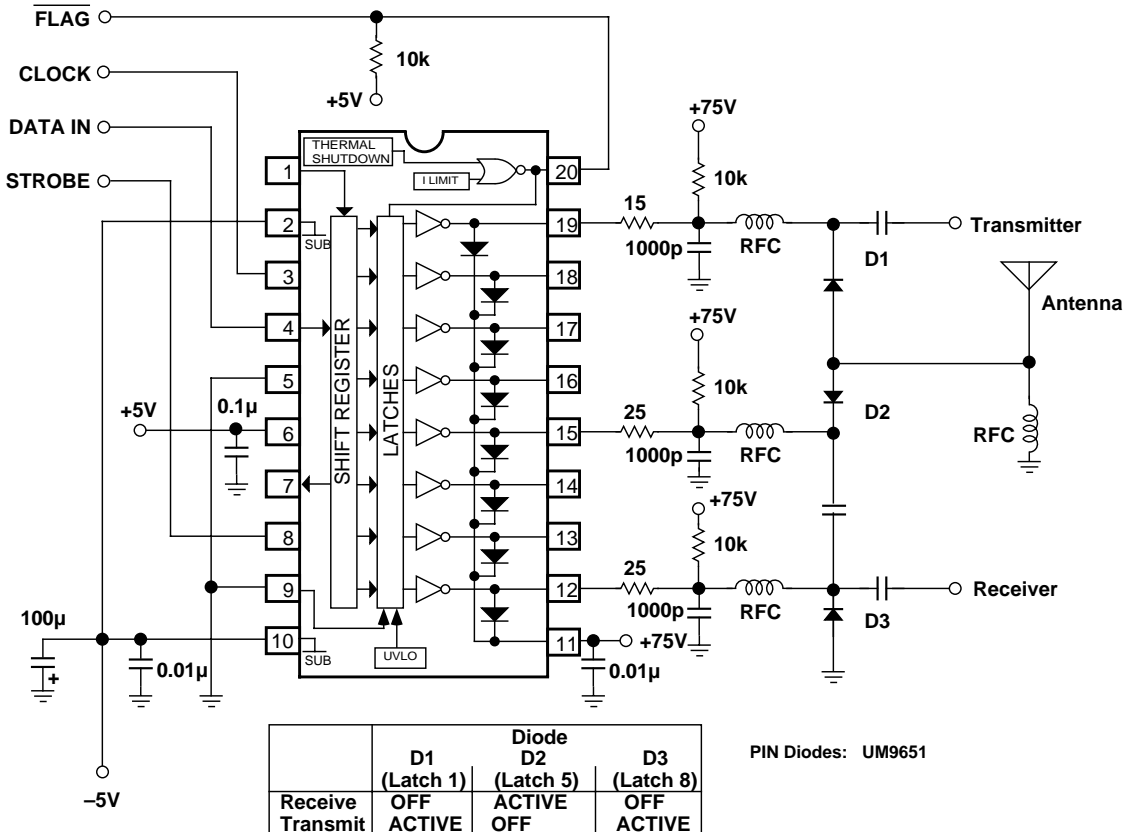 FLAG
CLOCK
DATA IN
STROBE
10k
+5V
THERMAL
SHUTDOWN
I LIMIT
1
2
3
4
5
6
7
8
9
10
20
19
18
17
16
15
14
13
12
11
SUB
SHIFT REGISTER
LATCHES
UVLO
SUB
+5V
0.1µ
100µ
+
0.01µ
–5V
+75V
10k
15
1000p
RFC
D1
Transmitter
Antenna
+75V
10k
25
1000p
RFC
D2
RFC
+75V
10k
25
1000p
RFC
D3
Receiver
+75V
0.01µ
Diode
D1 D2 D3
(Latch 1) (Latch 5) (Latch 8)
Receive OFF ACTIVE OFF
Transmit ACTIVE OFF ACTIVE
PIN Diodes: UM9651